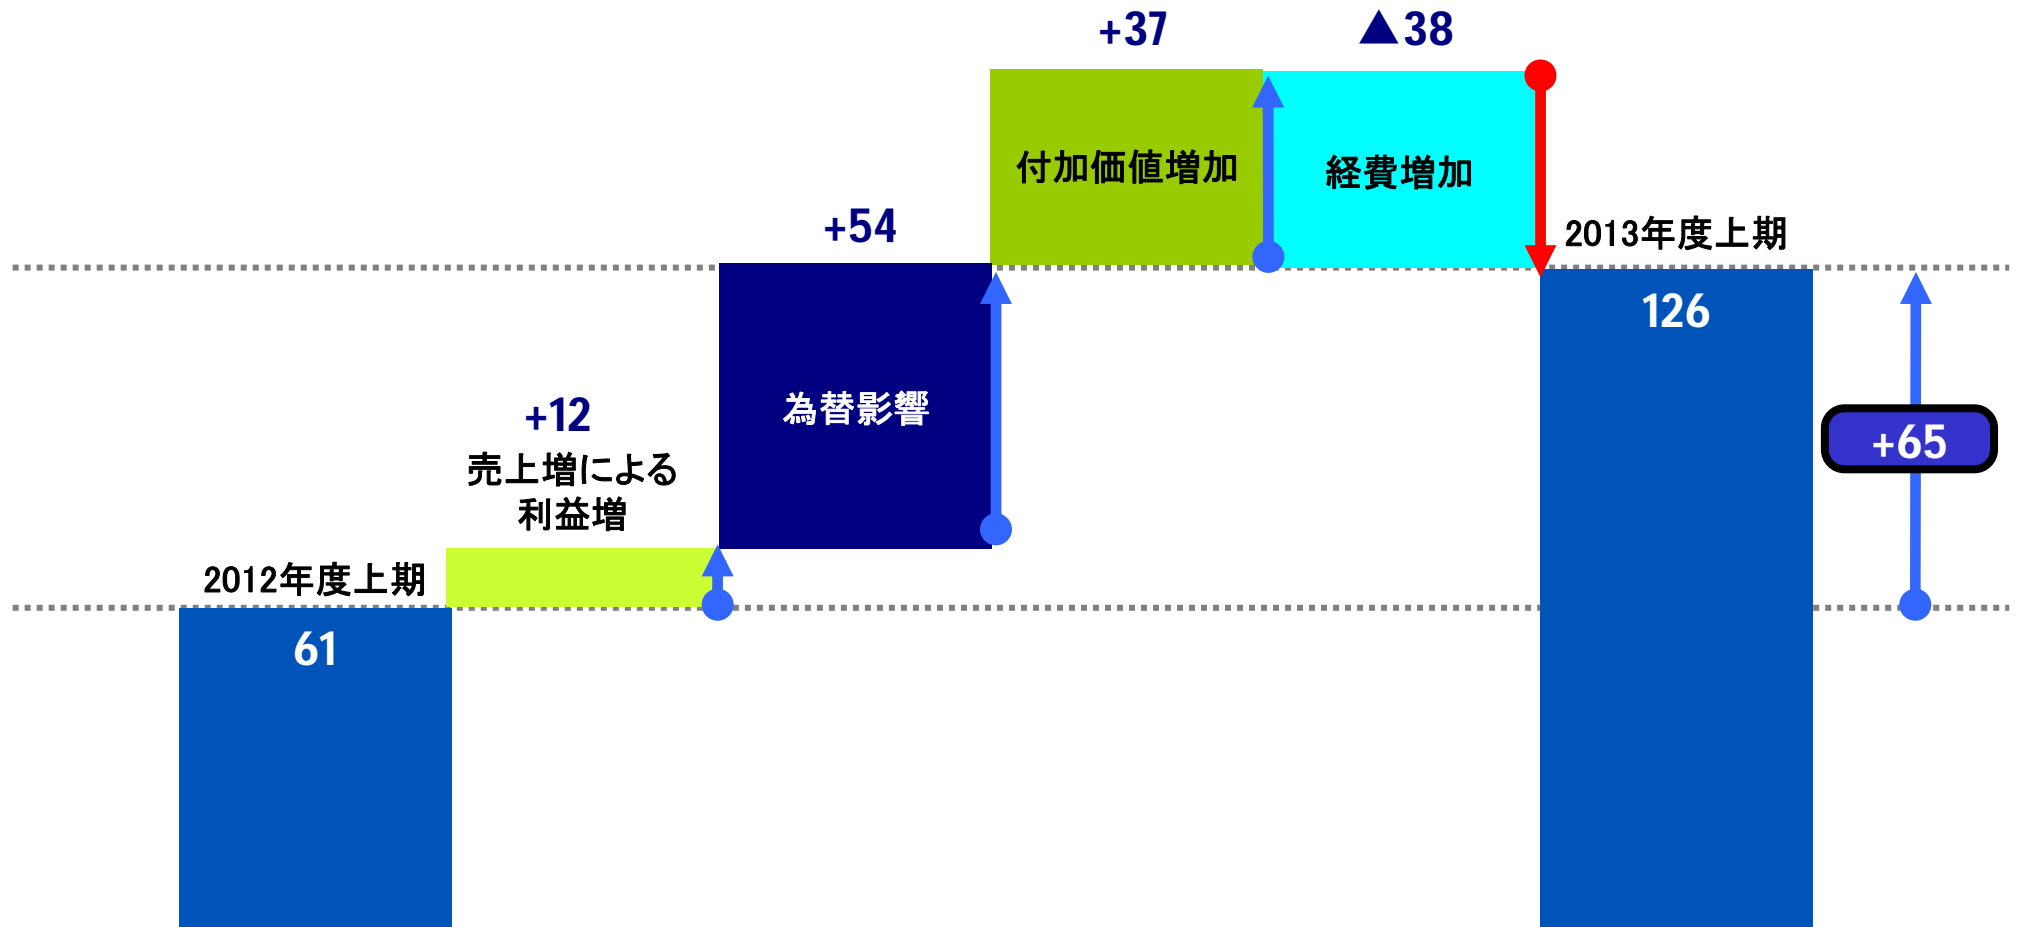 +37
▲38
付加価値増加
経費増加
+54
2013年度上期
126
為替影響
+12
売上増による
利益増
+65
2012年度上期
61